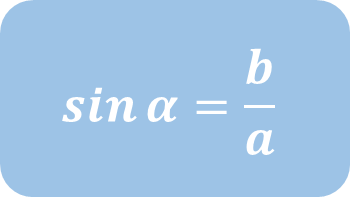 sin α = b/a